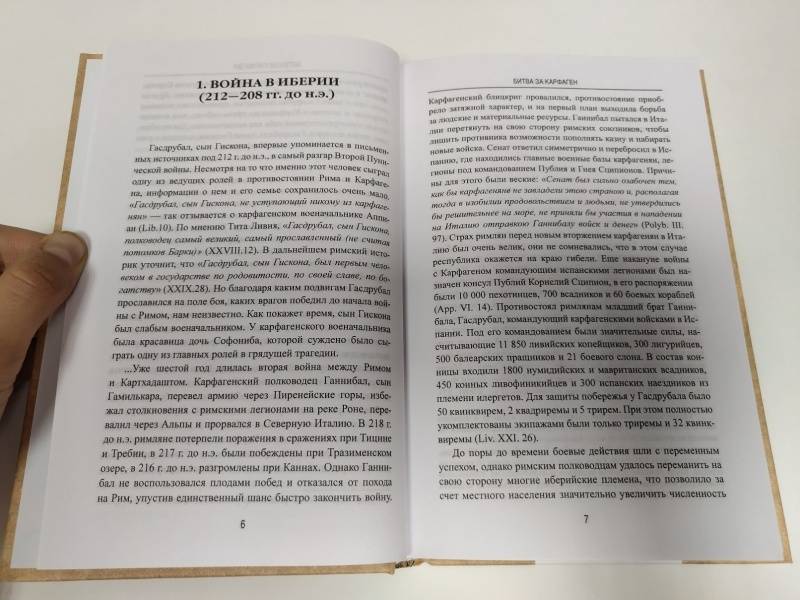 1. ВОЙНА В ИБЕРИИ
(212—208 гг. до н.э.)
Гасдрубал, сын Гискона, впервые упоминается в письмен-
ных источниках под 212 г. до н.э., в самый разгар Второй Пуни-
ческой войны. Несмотря на то что именно этот человек сыграл
одну из ведущих ролей в противостоянии Рима и Карфаге-
на, информации о нем и его семье сохранилось очень мало.
«Гасдрубал, сын Гискона, не уступающий никому из карфаге-
нян» — так отзывается о карфагенском военачальнике Аппи-
ан (Lib.10). По мнению Тита Ливия, «Гасдрубал, сын Гискона,
полководец самый великий, самый прославленный (не считая
потомков Барки)» (XXVIII.12). В дальнейшем римский исто-
рик уточнит, что «Гасдрубал, сын Гискона, был первым чело-
веком в государстве по родовитости, по своей славе, по бо-
гатству» (XXIX.28). Но благодаря каким подвигам Гасдрубал
прославился на поле боя, каких врагов победил до начала вой-
ны с Римом, нам неизвестно. Как покажет время, сын Гискона
был слабым военачальником. У карфагенского военачальника
была красавица дочь Софониба, которой суждено было сы-
грать одну из главных ролей в грядущей трагедии.
...Уже шестой год длилась вторая война между Римом
и Картхадаштом. Карфагенский полководец Ганнибал, сын
Гамилькара, перевел армию через Пиренейские горы, избе-
жал столкновения с римскими легионами на реке Роне, пере-
валил через Альпы и прорвался в Северную Италию. В 218 г.
до н.э. римляне потерпели поражения в сражениях при Тицине
и Требии, в 217 г. до н.э. были побеждены при Тразименском
озере, в 216 г. до н.э. разгромлены при Каннах. Однако Ганни-
бал не воспользовался плодами побед и отказался от похода
на Рим, упустив единственный шанс быстро закончить войну.
6
БИТВА ЗА КАРФАГЕН
Карфагенский блицкриг провалился, противостояние приоб-
рело затяжной характер, и на первый план выходила борьба
за людские и материальные ресурсы. Ганнибал пытался в Ита-
лии перетянуть на свою сторону римских союзников, чтобы
лишить противника возможности пополнять казну и набирать
новые войска. Сенат ответил симметрично и перебросил в Ис-
панию, где находились главные военные базы карфагенян, ле-
гионы под командованием Публия и Гнея Сципионов. Причи-
ны для этого были веские: «Сенат был сильно озабочен тем,
как бы карфагеняне не завладели этою страною и, располагая
тогда в изобилии продовольствием и людьми, не утвердились
бы решительнее на море, не приняли бы участия в нападении
на Италию отправкою Ганнибалу войск и денег» (Polyb. III.
97). Страх римлян перед новым вторжением карфагенян в Ита-
лию был очень велик, они не сомневались, что в этом случае
республика окажется на краю гибели. Еще накануне войны
с Карфагеном командующим испанскими легионами был на-
значен консул Публий Корнелий Сципион, в его распоряжении
были 10 000 пехотинцев, 700 всадников и 60 боевых кораблей
(App. VI. 14). Противостоял римлянам младший брат Ганни-
бала, Гасдрубал, командующий карфагенскими войсками в Ис-
пании. Под его командованием были значительные силы, на-
считывающие 11 850 ливийских копейщиков, 300 лигурийцев,
500 балеарских пращников и 21 боевого слона. В состав кон-
ницы входили 1800 нумидийских и мавританских всадников,
450 конных ливофиникийцев и 300 испанских наездников из
племени илергетов. Для защиты побережья у Гасдрубала было
50 квинкверим, 2 квадриремы и 5 трирем. При этом полностью
укомплектованы экипажами были только триремы и 32 квинк-
виремы (Liv. XXI. 26).
До поры до времени боевые действия шли с переменным
успехом, однако римским полководцам удалось переманить на
свою сторону многие иберийские племена, что позволило за
счет местного населения значительно увеличить численность
7